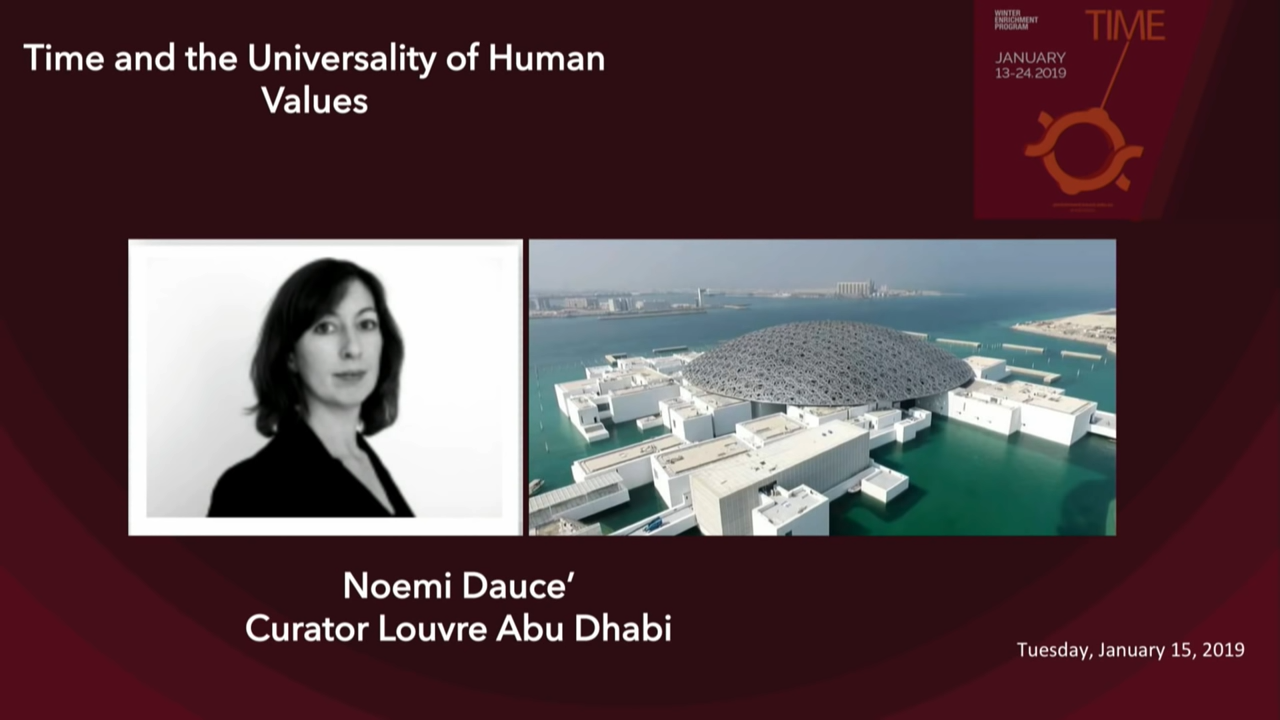 Time and the Universality of Human
Values
WINTER
ENRICHMENT
PROGRAM
TIME
JANUARY
13-24.2019
Noemi Dauce’
Curator Louvre Abu Dhabi
Tuesday, January 15, 2019